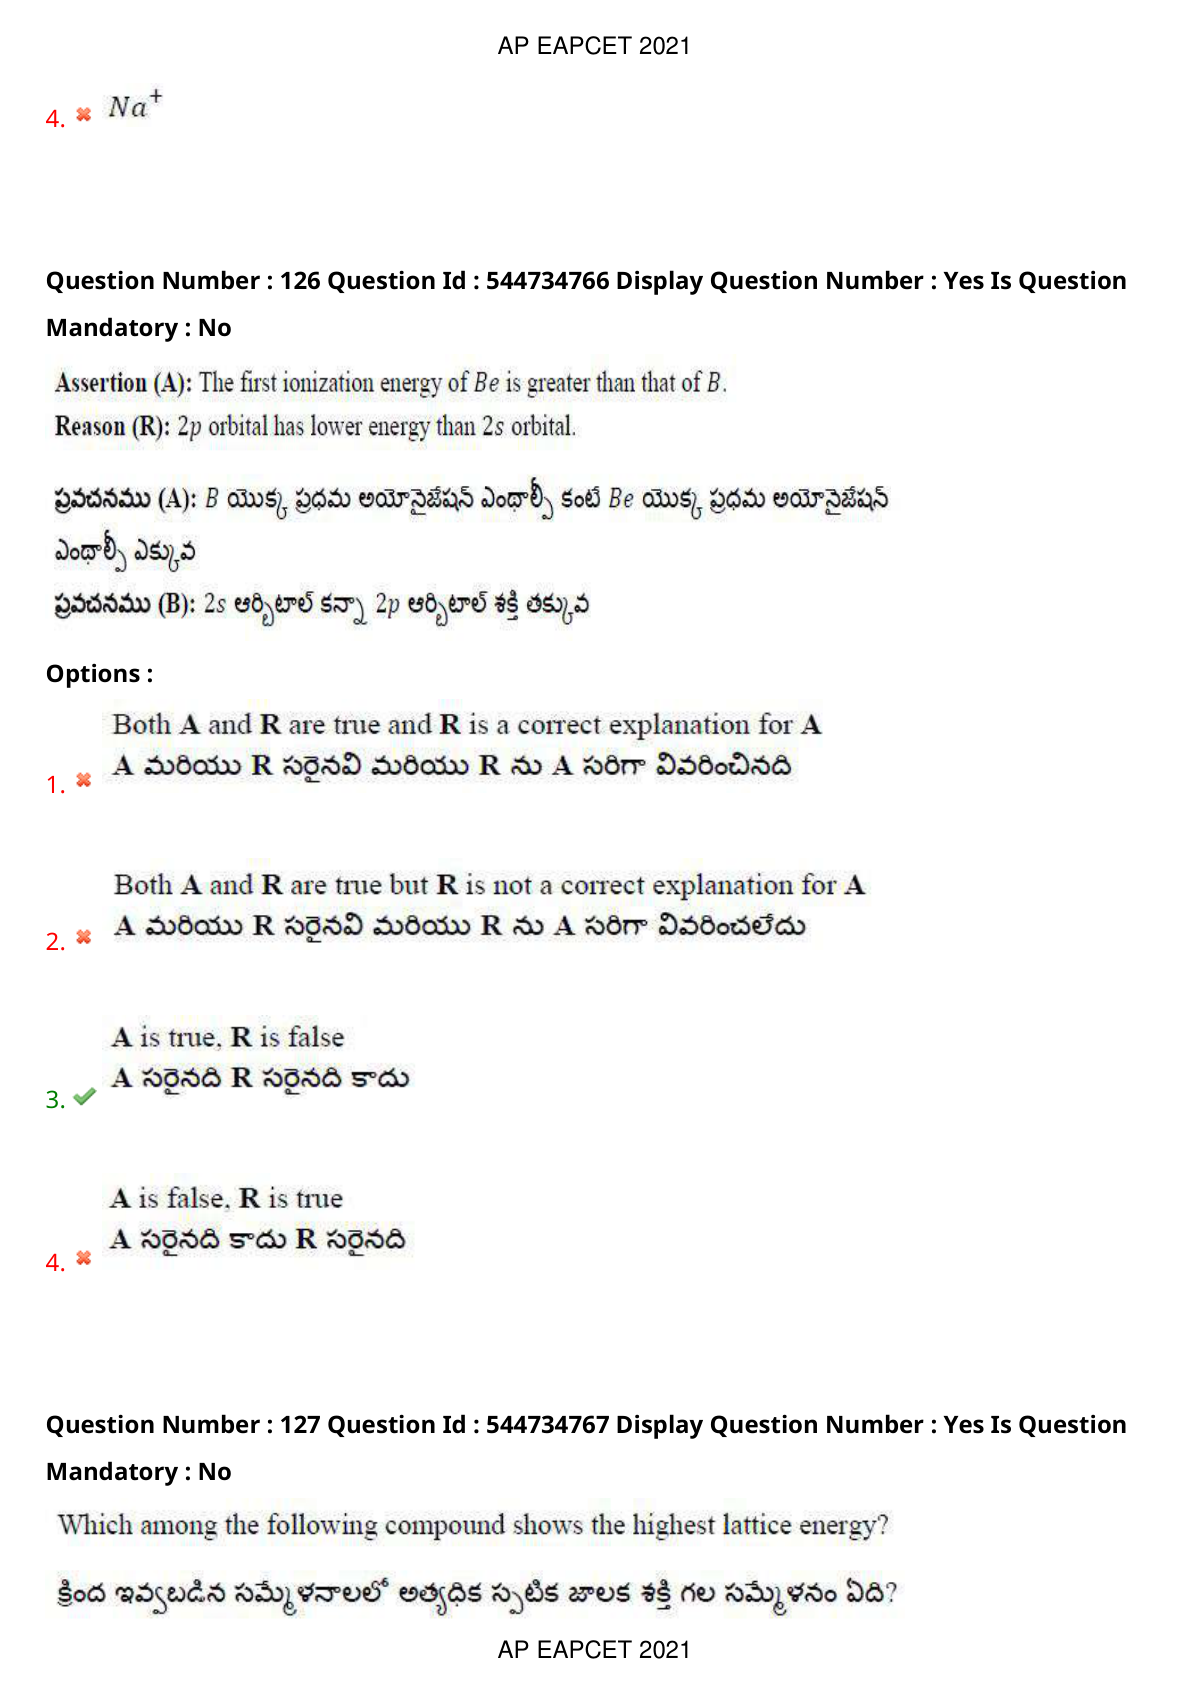 AP EAPCET 2021
4. Na⁺
Question Number : 126 Question Id : 544734766 Display Question Number : Yes Is Question
Mandatory : No
Assertion (A): The first ionization energy of Be is greater than that of B.
Reason (R): 2p orbital has lower energy than 2s orbital.
ప్రవచనము (A): B యొక్క ప్రధమ అయోనైజేషన్ ఎంథాల్పీ కంటే Be యొక్క ప్రధమ అయోనైజేషన్
ఎంథాల్పీ ఎక్కువ
ప్రవచనము (B): 2s ఆర్బిటాల్ కన్నా 2p ఆర్బిటాల్ శక్తి తక్కువ
Options :
Both A and R are true and R is a correct explanation for A
A మరియు R సరైనవి మరియు R ను A సరిగా వివరించినది
1.
Both A and R are true but R is not a correct explanation for A
A మరియు R సరైనవి మరియు R ను A సరిగా వివరించలేదు
2.
A is true, R is false
A సరైనది R సరైనది కాదు
3.
A is false, R is true
A సరైనది కాదు R సరైనది
4.
Question Number : 127 Question Id : 544734767 Display Question Number : Yes Is Question
Mandatory : No
Which among the following compound shows the highest lattice energy?
క్రింద ఇవ్వబడిన సమ్మేళనాలలో అత్యధిక స్పటిక జాలక శక్తి గల సమ్మేళనం ఏది?
AP EAPCET 2021